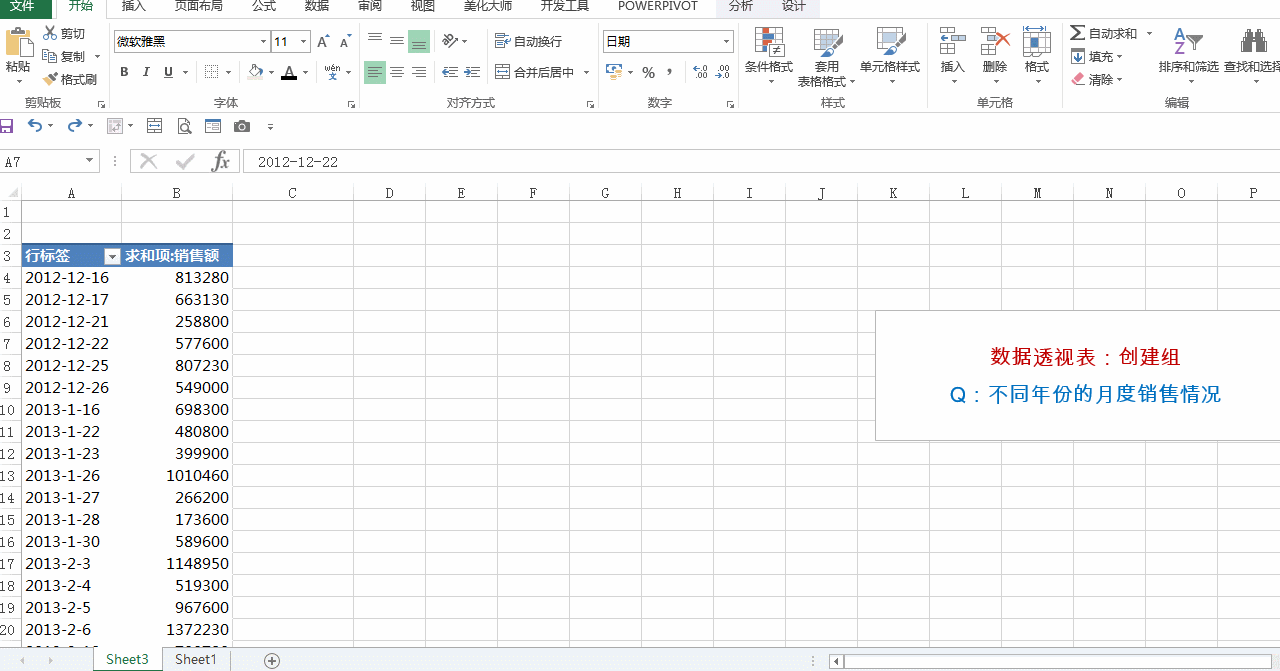 文件 开始 插入 页面布局 公式 数据 审阅 视图 美化大师 开发工具 POWERPIVOT 分析 设计
剪切
复制
格式刷
粘贴
剪贴板
微软雅黑 11
B I U
字体
自动换行
合并后居中
对齐方式
日期
数字
条件格式 套用 表格格式 单元格样式
样式
插入 删除 格式
单元格
自动求和
填充
清除
排序和筛选 查找和选择
编辑
A7 fx 2012-12-22
A B C D E F G H I J K L M N O P
1
2
3 行标签 求和项:销售额
4 2012-12-16 813280
5 2012-12-17 663130
6 2012-12-21 258800
7 2012-12-22 577600
8 2012-12-25 807230
9 2012-12-26 549000
10 2013-1-16 698300
11 2013-1-22 480800
12 2013-1-23 399900
13 2013-1-26 1010460
14 2013-1-27 266200
15 2013-1-28 173600
16 2013-1-30 589600
17 2013-2-3 1148950
18 2013-2-4 519300
19 2013-2-5 967600
20 2013-2-6 1372230
数据透视表：创建组
Q：不同年份的月度销售情况
Sheet3 Sheet1